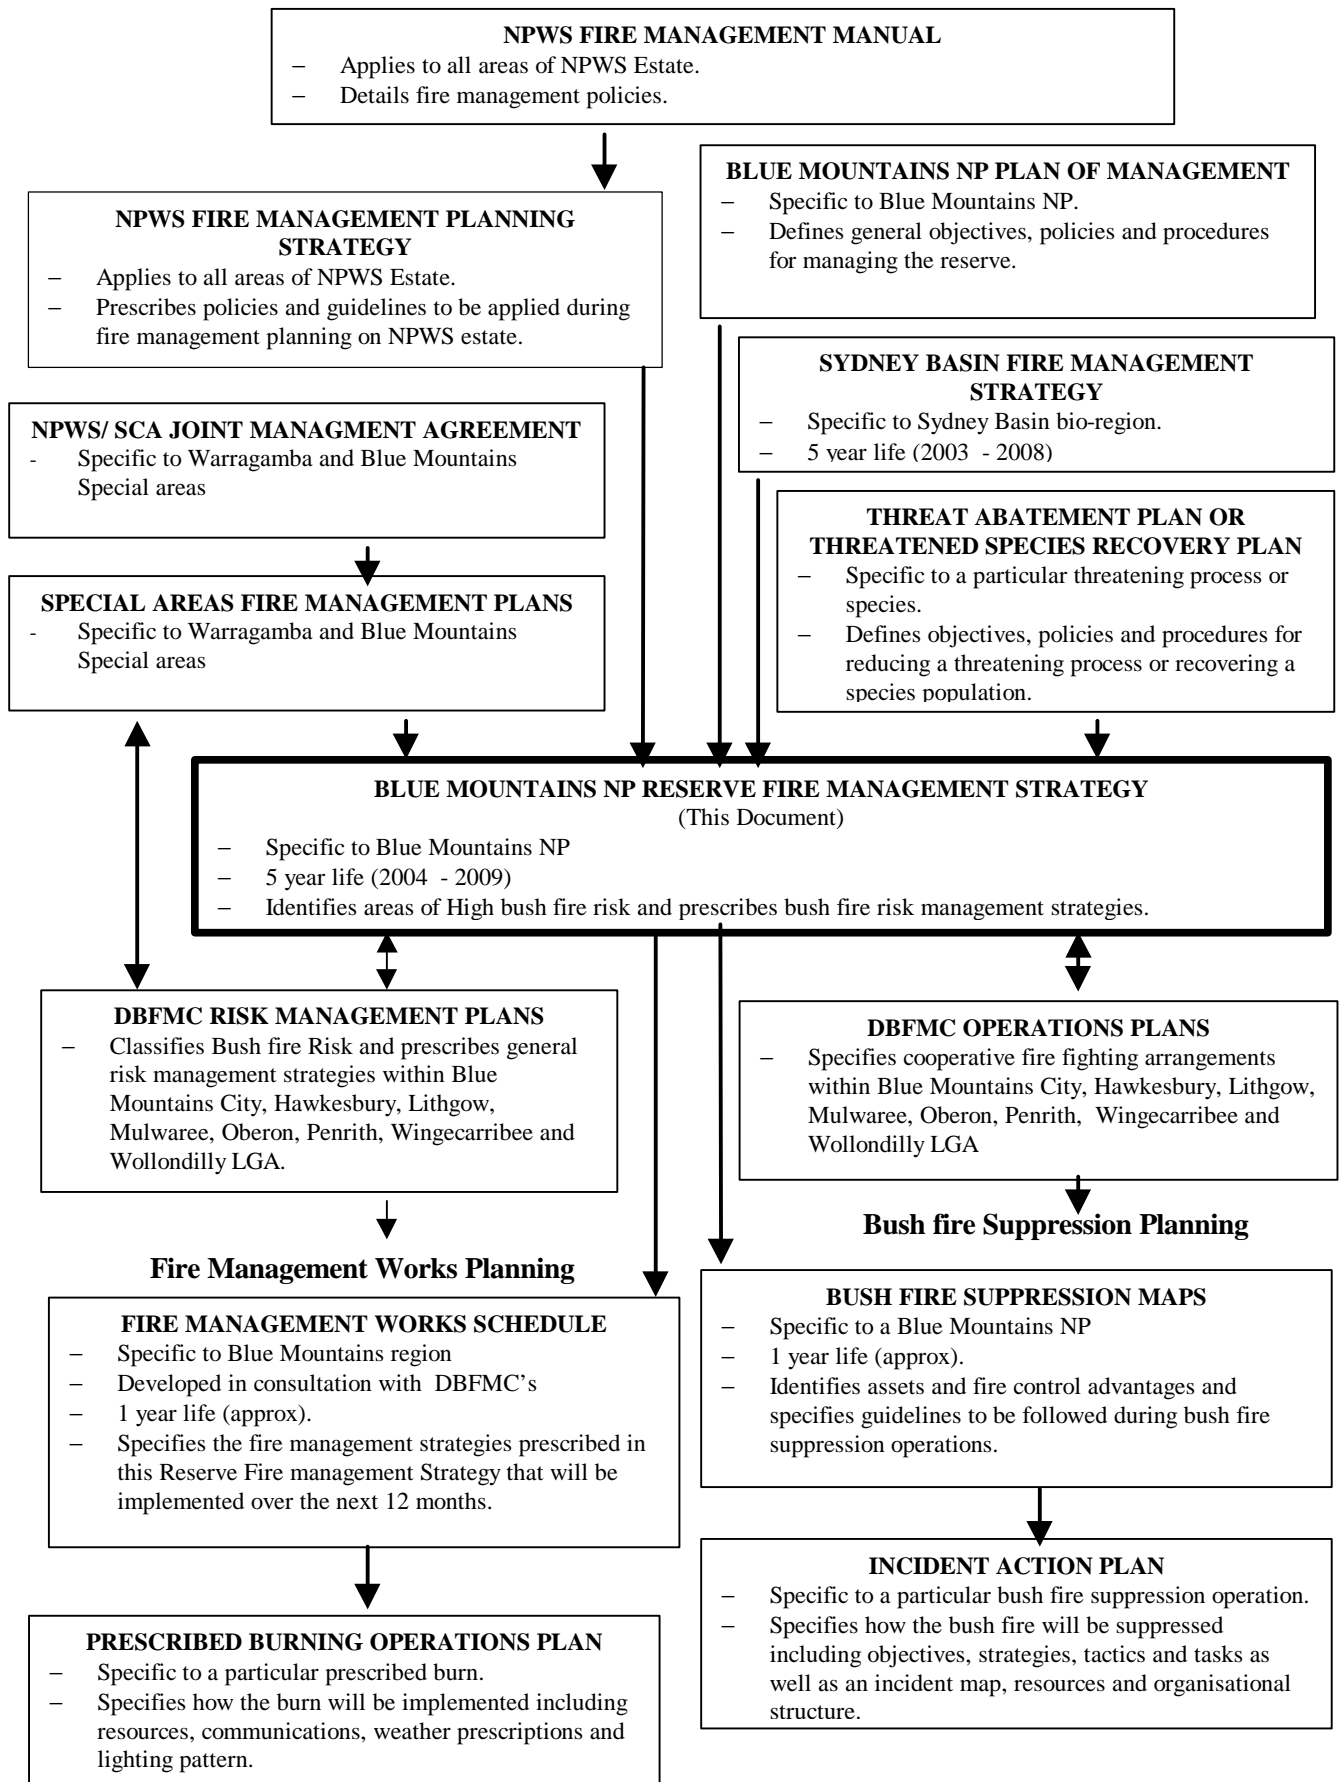 NPWS FIRE MANAGEMENT MANUAL
– Applies to all areas of NPWS Estate.
– Details fire management policies.
BLUE MOUNTAINS NP PLAN OF MANAGEMENT
– Specific to Blue Mountains NP.
– Defines general objectives, policies and procedures
for managing the reserve.
NPWS FIRE MANAGEMENT PLANNING
STRATEGY
– Applies to all areas of NPWS Estate.
– Prescribes policies and guidelines to be applied during
fire management planning on NPWS estate.
SYDNEY BASIN FIRE MANAGEMENT
STRATEGY
– Specific to Sydney Basin bio-region.
– 5 year life (2003 - 2008)
NPWS/ SCA JOINT MANAGMENT AGREEMENT
- Specific to Warragamba and Blue Mountains
Special areas
THREAT ABATEMENT PLAN OR
THREATENED SPECIES RECOVERY PLAN
– Specific to a particular threatening process or
species.
– Defines objectives, policies and procedures for
reducing a threatening process or recovering a
species population.
SPECIAL AREAS FIRE MANAGEMENT PLANS
- Specific to Warragamba and Blue Mountains
Special areas
BLUE MOUNTAINS NP RESERVE FIRE MANAGEMENT STRATEGY
(This Document)
– Specific to Blue Mountains NP
– 5 year life (2004 - 2009)
– Identifies areas of High bush fire risk and prescribes bush fire risk management strategies.
DBFMC RISK MANAGEMENT PLANS
– Classifies Bush fire Risk and prescribes general
risk management strategies within Blue
Mountains City, Hawkesbury, Lithgow,
Mulwaree, Oberon, Penrith, Wingecarribee and
Wollondilly LGA.
DBFMC OPERATIONS PLANS
– Specifies cooperative fire fighting arrangements
within Blue Mountains City, Hawkesbury, Lithgow,
Mulwaree, Oberon, Penrith, Wingecarribee and
Wollondilly LGA
Bush fire Suppression Planning
Fire Management Works Planning
FIRE MANAGEMENT WORKS SCHEDULE
– Specific to Blue Mountains region
– Developed in consultation with DBFMC's
– 1 year life (approx).
– Specifies the fire management strategies prescribed in
this Reserve Fire management Strategy that will be
implemented over the next 12 months.
BUSH FIRE SUPPRESSION MAPS
– Specific to a Blue Mountains NP
– 1 year life (approx).
– Identifies assets and fire control advantages and
specifies guidelines to be followed during bush fire
suppression operations.
INCIDENT ACTION PLAN
– Specific to a particular bush fire suppression operation.
– Specifies how the bush fire will be suppressed
including objectives, strategies, tactics and tasks as
well as an incident map, resources and organisational
structure.
PRESCRIBED BURNING OPERATIONS PLAN
– Specific to a particular prescribed burn.
– Specifies how the burn will be implemented including
resources, communications, weather prescriptions and
lighting pattern.